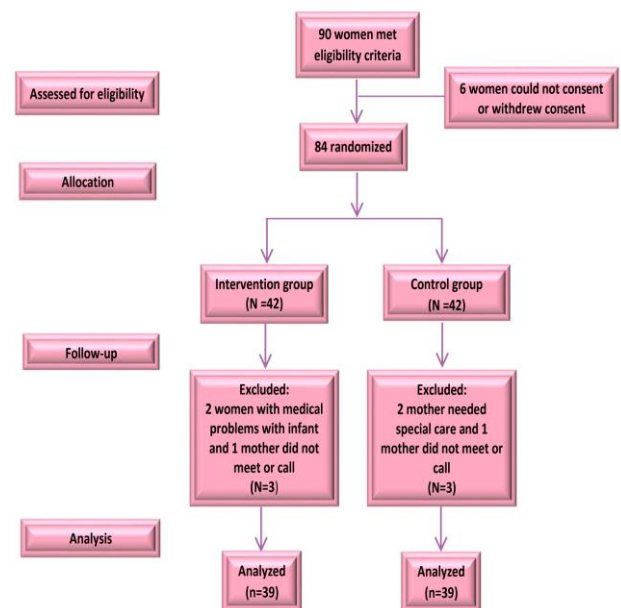 90 women met
eligibility criteria
Assessed for eligibility
6 women could not consent
or withdrew consent
84 randomized
Allocation
Intervention group
(N =42)
Control group
(N =42)
Follow-up
Excluded:
2 women with medical
problems with infant
and 1 mother did not
meet or call
(N=3)
Excluded:
2 mother needed
special care and 1
mother did not meet or
call
(N=3)
Analysis
Analyzed
(n=39)
Analyzed
(n=39)